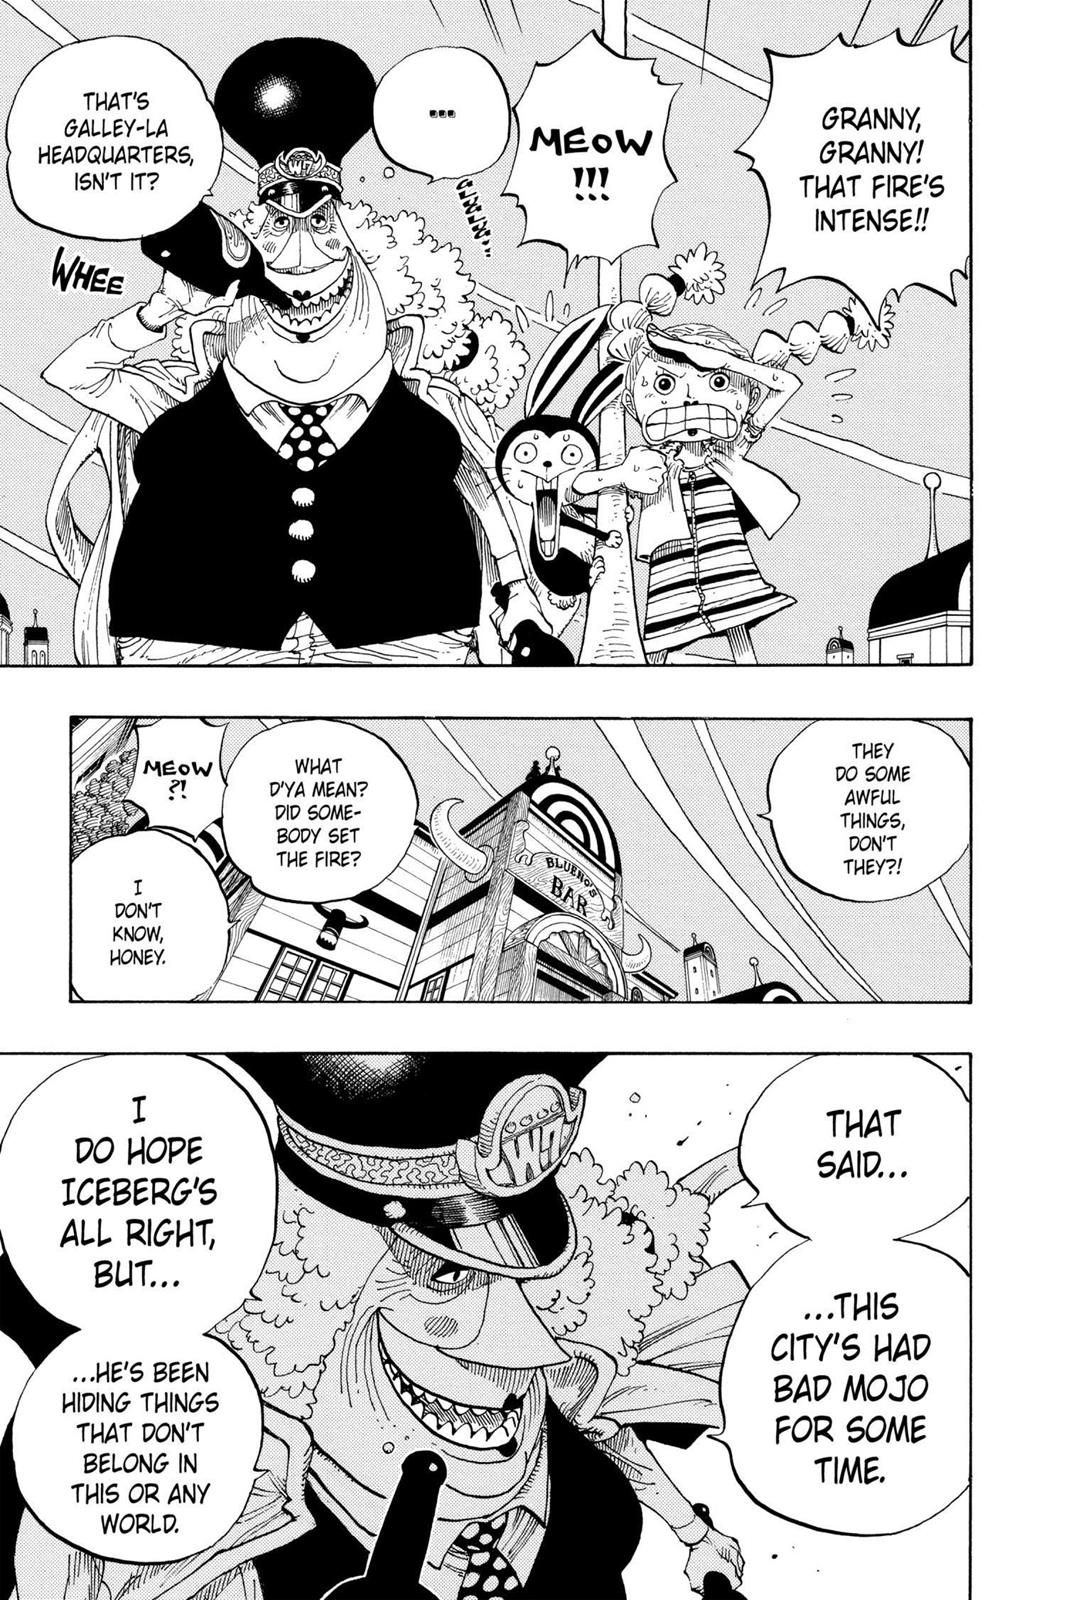 GRANNY,
GRANNY!
THAT FIRE'S
INTENSE!!
MEOW
!!!
...
THAT'S
GALLEY-LA
HEADQUARTERS,
ISN'T IT?
WHEE
THEY
DO SOME
AWFUL
THINGS,
DON'T
THEY?!
WHAT
D'YA MEAN?
DID SOME-
BODY SET
THE FIRE?
MEOW
?!
I
DON'T
KNOW,
HONEY.
BLUENO'S
BAR
THAT
SAID...
...THIS
CITY'S HAD
BAD MOJO
FOR SOME
TIME.
I
DO HOPE
ICEBERG'S
ALL RIGHT,
BUT...
...HE'S BEEN
HIDING THINGS
THAT DON'T
BELONG IN
THIS OR ANY
WORLD.